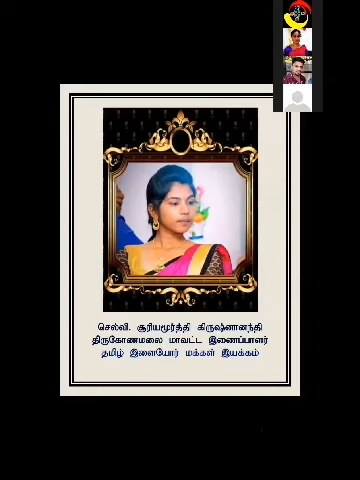 செல்வி. சூரியமூர்த்தி கிருஷ்னானந்தி
திருகோணமலை மாவட்ட இணைப்பாளர்
தமிழ் இளையோர் மக்கள் இயக்கம்